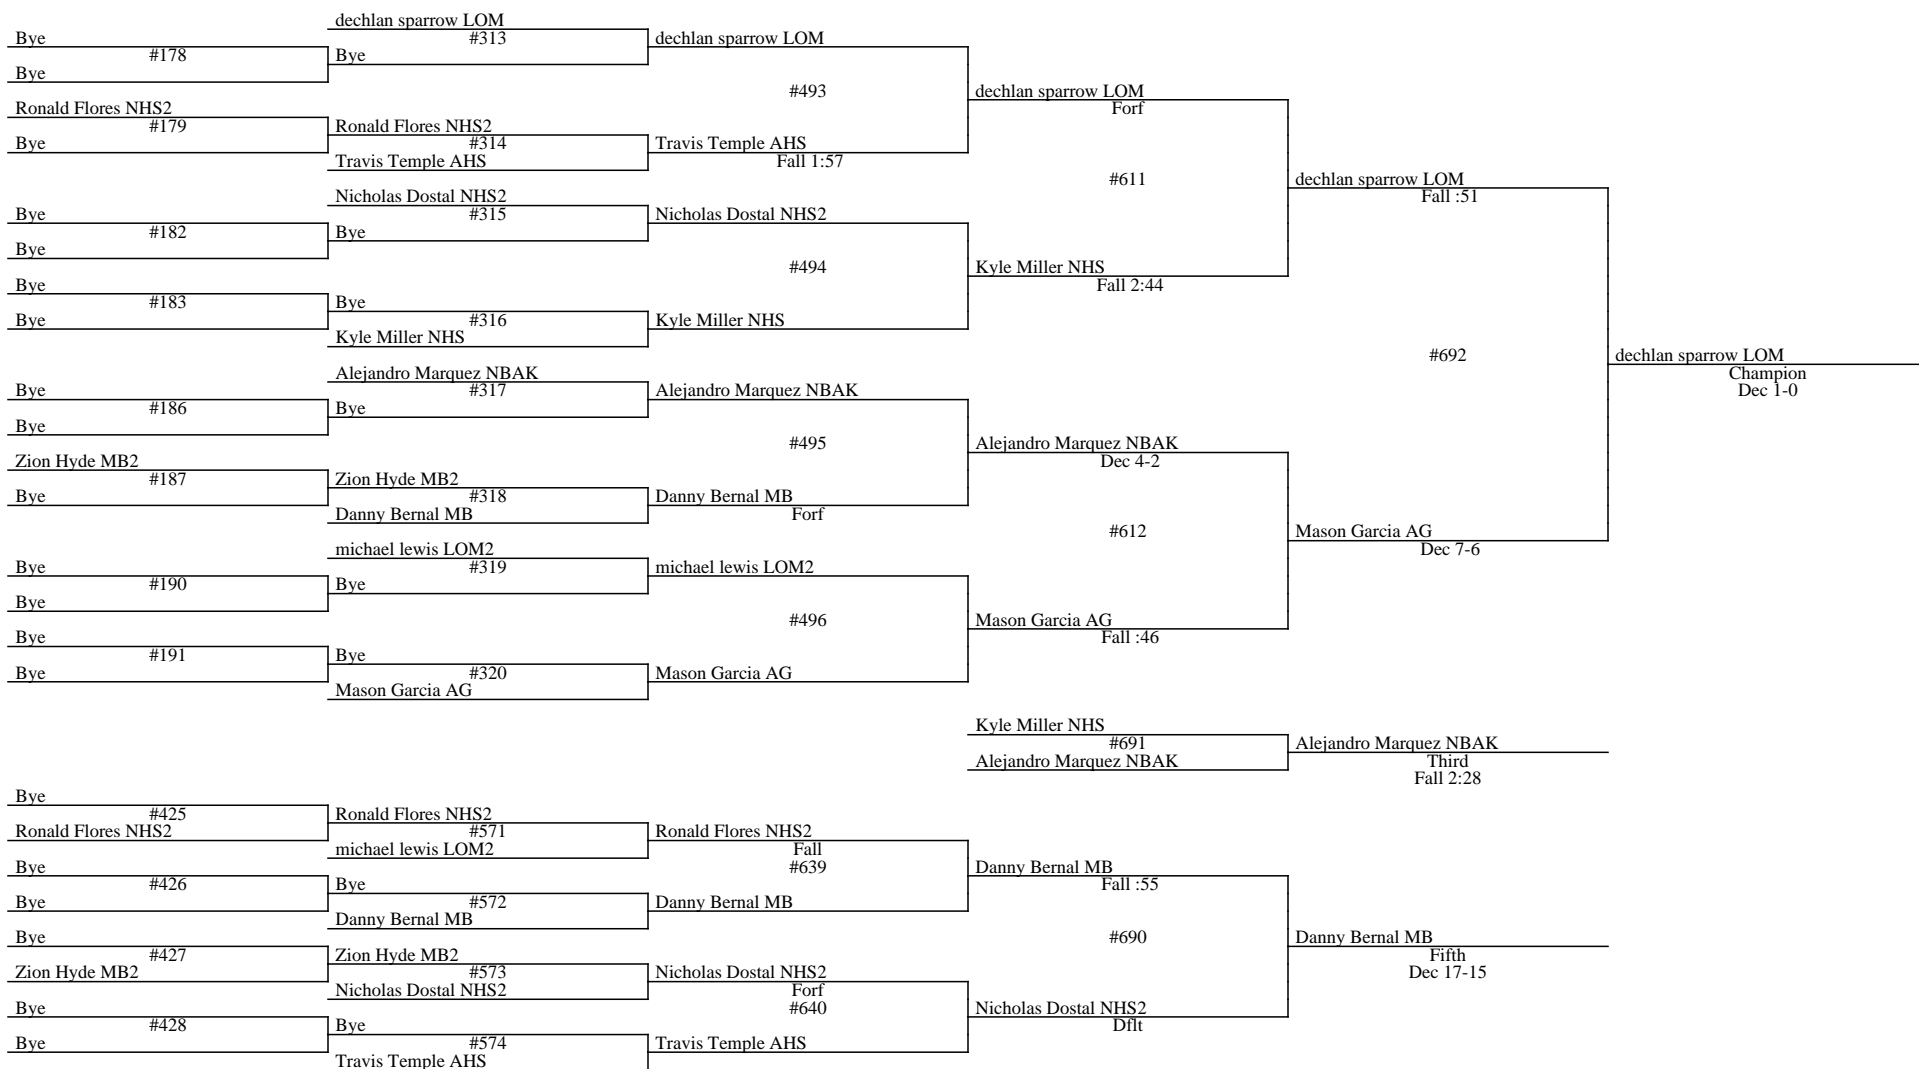 dechlan sparrow LOM
Bye
#313
dechlan sparrow LOM
#178
Bye
Bye
#493
dechlan sparrow LOM
Ronald Flores NHS2
Forf
#179
Ronald Flores NHS2
Bye
#314
Travis Temple AHS
Travis Temple AHS
Fall 1:57
#611
dechlan sparrow LOM
Nicholas Dostal NHS2
Fall :51
Bye
#315
Nicholas Dostal NHS2
#182
Bye
Bye
#494
Kyle Miller NHS
Bye
Fall 2:44
#183
Bye
Bye
#316
Kyle Miller NHS
Kyle Miller NHS
#692
dechlan sparrow LOM
Alejandro Marquez NBAK
Champion
Bye
#317
Alejandro Marquez NBAK
Dec 1-0
#186
Bye
Bye
#495
Alejandro Marquez NBAK
Zion Hyde MB2
Dec 4-2
#187
Zion Hyde MB2
Bye
#318
Danny Bernal MB
Danny Bernal MB
Forf
#612
Mason Garcia AG
michael lewis LOM2
Dec 7-6
Bye
#319
michael lewis LOM2
#190
Bye
Bye
#496
Mason Garcia AG
Bye
Fall :46
#191
Bye
Bye
#320
Mason Garcia AG
Mason Garcia AG
Kyle Miller NHS
#691
Alejandro Marquez NBAK
Alejandro Marquez NBAK
Third
Fall 2:28
Bye
#425
Ronald Flores NHS2
Ronald Flores NHS2
#571
Ronald Flores NHS2
michael lewis LOM2
Fall
Bye
#639
Danny Bernal MB
#426
Bye
Fall :55
Bye
#572
Danny Bernal MB
Danny Bernal MB
Bye
#690
Danny Bernal MB
#427
Zion Hyde MB2
Fifth
Zion Hyde MB2
#573
Nicholas Dostal NHS2
Dec 17-15
Nicholas Dostal NHS2
Forf
Bye
#640
Nicholas Dostal NHS2
#428
Bye
Dflt
Bye
#574
Travis Temple AHS
Travis Temple AHS